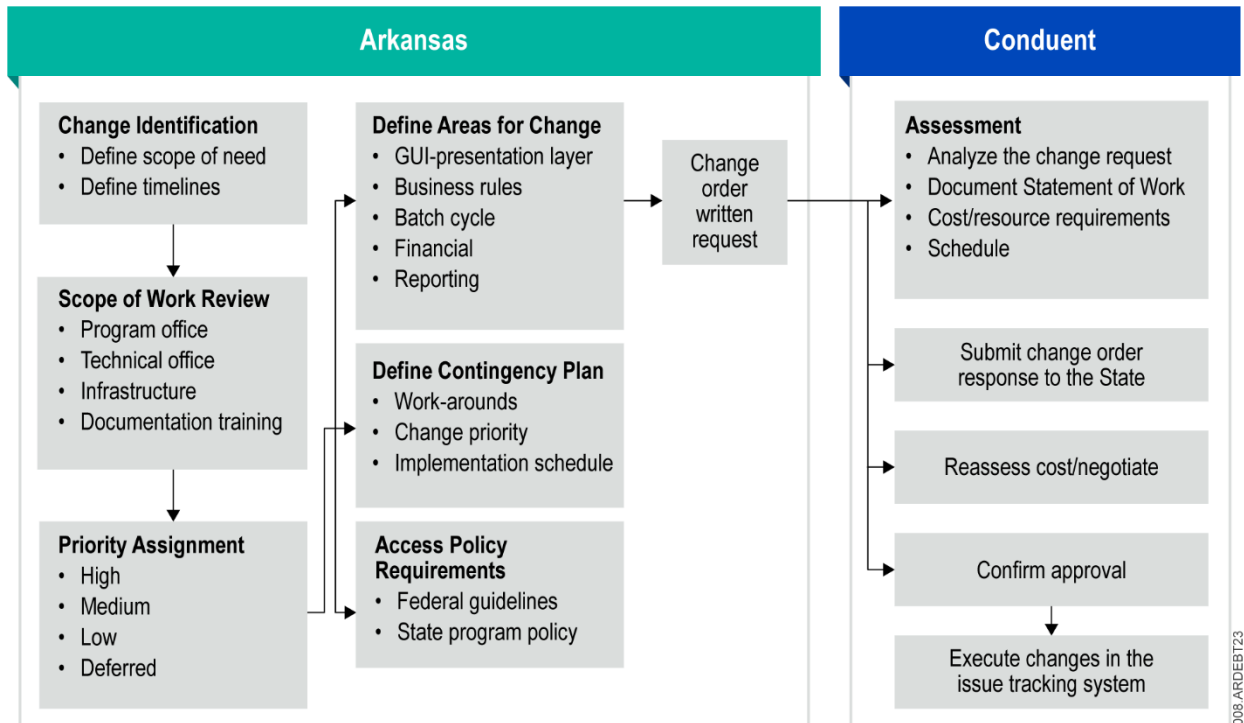 Arkansas
Conduent
Change Identification
• Define scope of need
• Define timelines
Scope of Work Review
• Program office
• Technical office
• Infrastructure
• Documentation training
Priority Assignment
• High
• Medium
• Low
• Deferred
Define Areas for Change
• GUI-presentation layer
• Business rules
• Batch cycle
• Financial
• Reporting
Define Contingency Plan
• Work-arounds
• Change priority
• Implementation schedule
Access Policy
Requirements
• Federal guidelines
• State program policy
Change
order
written
request
Assessment
• Analyze the change request
• Document Statement of Work
• Cost/resource requirements
• Schedule
Submit change order
response to the State
Reassess cost/negotiate
Confirm approval
Execute changes in the
issue tracking system
008.ARDEBT23